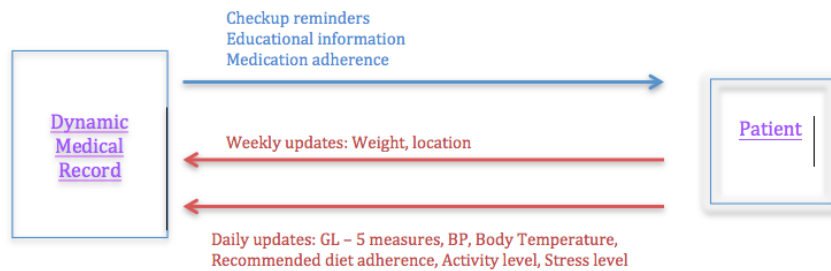 Checkup reminders
Educational information
Medication adherence
Dynamic
Medical
Record
Patient
Weekly updates: Weight, location
Daily updates: GL – 5 measures, BP, Body Temperature,
Recommended diet adherence, Activity level, Stress level